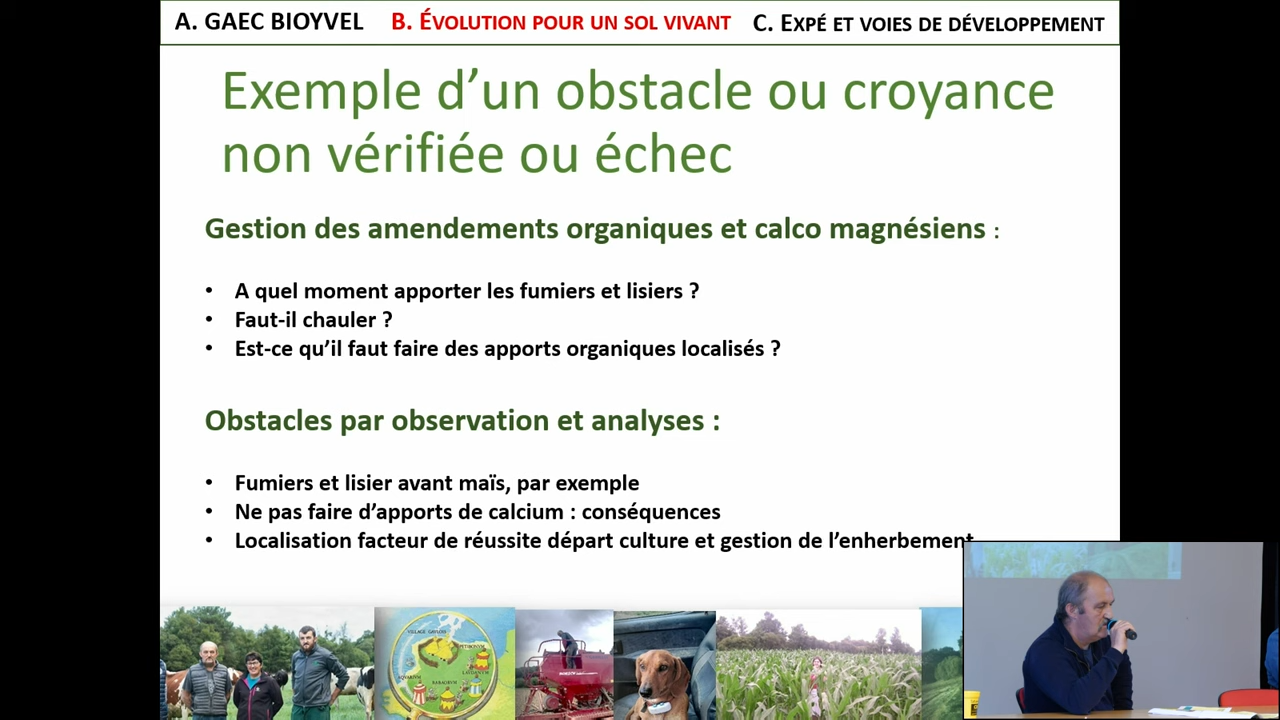 A. GAEC BIOYVEL B. ÉVOLUTION POUR UN SOL VIVANT C. EXPÉ ET VOIES DE DÉVELOPPEMENT
Exemple d’un obstacle ou croyance
non vérifiée ou échec
Gestion des amendements organiques et calco magnésiens :
• A quel moment apporter les fumiers et lisiers ?
• Faut-il chauler ?
• Est-ce qu’il faut faire des apports organiques localisés ?
Obstacles par observation et analyses :
• Fumiers et lisier avant maïs, par exemple
• Ne pas faire d’apports de calcium : conséquences
• Localisation facteur de réussite départ culture et gestion de l’enherbement
VILLAGE GAULOIS